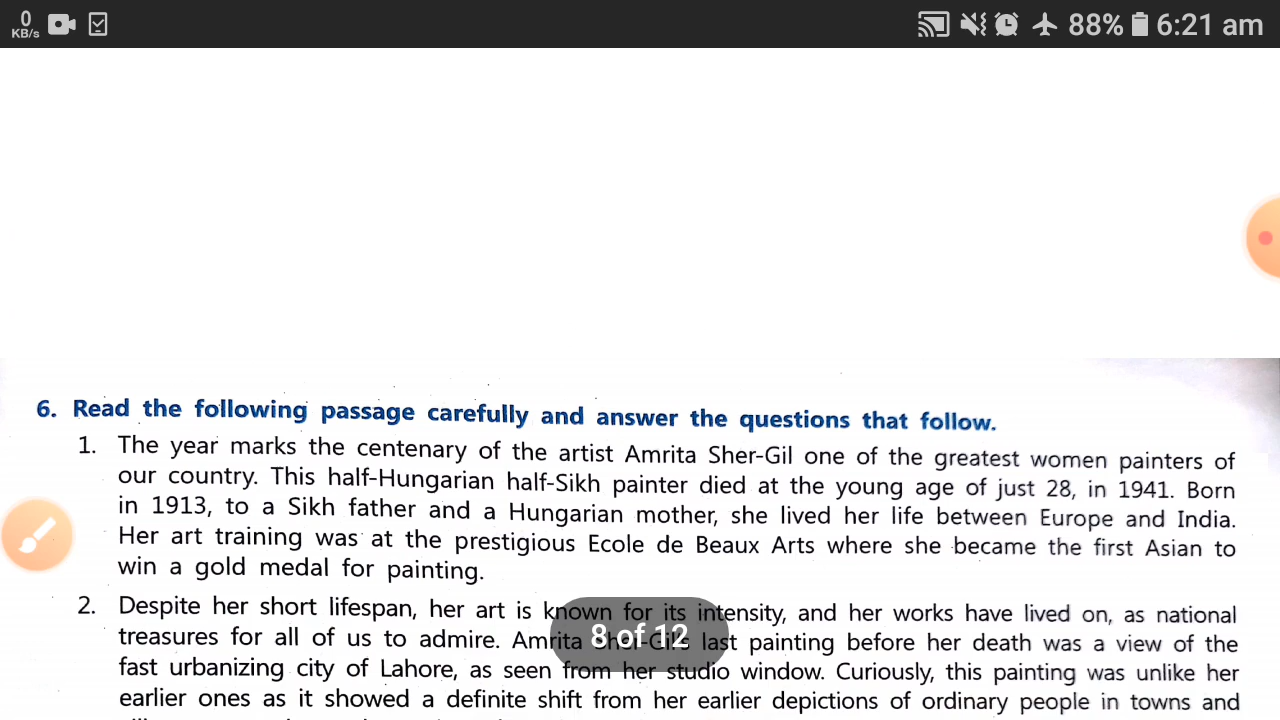 0
KB/s
88% 6:21 am
6. Read the following passage carefully and answer the questions that follow.
1. The year marks the centenary of the artist Amrita Sher-Gil one of the greatest women painters of
our country. This half-Hungarian half-Sikh painter died at the young age of just 28, in 1941. Born
in 1913, to a Sikh father and a Hungarian mother, she lived her life between Europe and India.
Her art training was at the prestigious Ecole de Beaux Arts where she became the first Asian to
win a gold medal for painting.
2. Despite her short lifespan, her art is known for its intensity, and her works have lived on, as national
treasures for all of us to admire. Amrita Sher-Gil's last painting before her death was a view of the
8 of 12
fast urbanizing city of Lahore, as seen from her studio window. Curiously, this painting was unlike her
earlier ones as it showed a definite shift from her earlier depictions of ordinary people in towns and